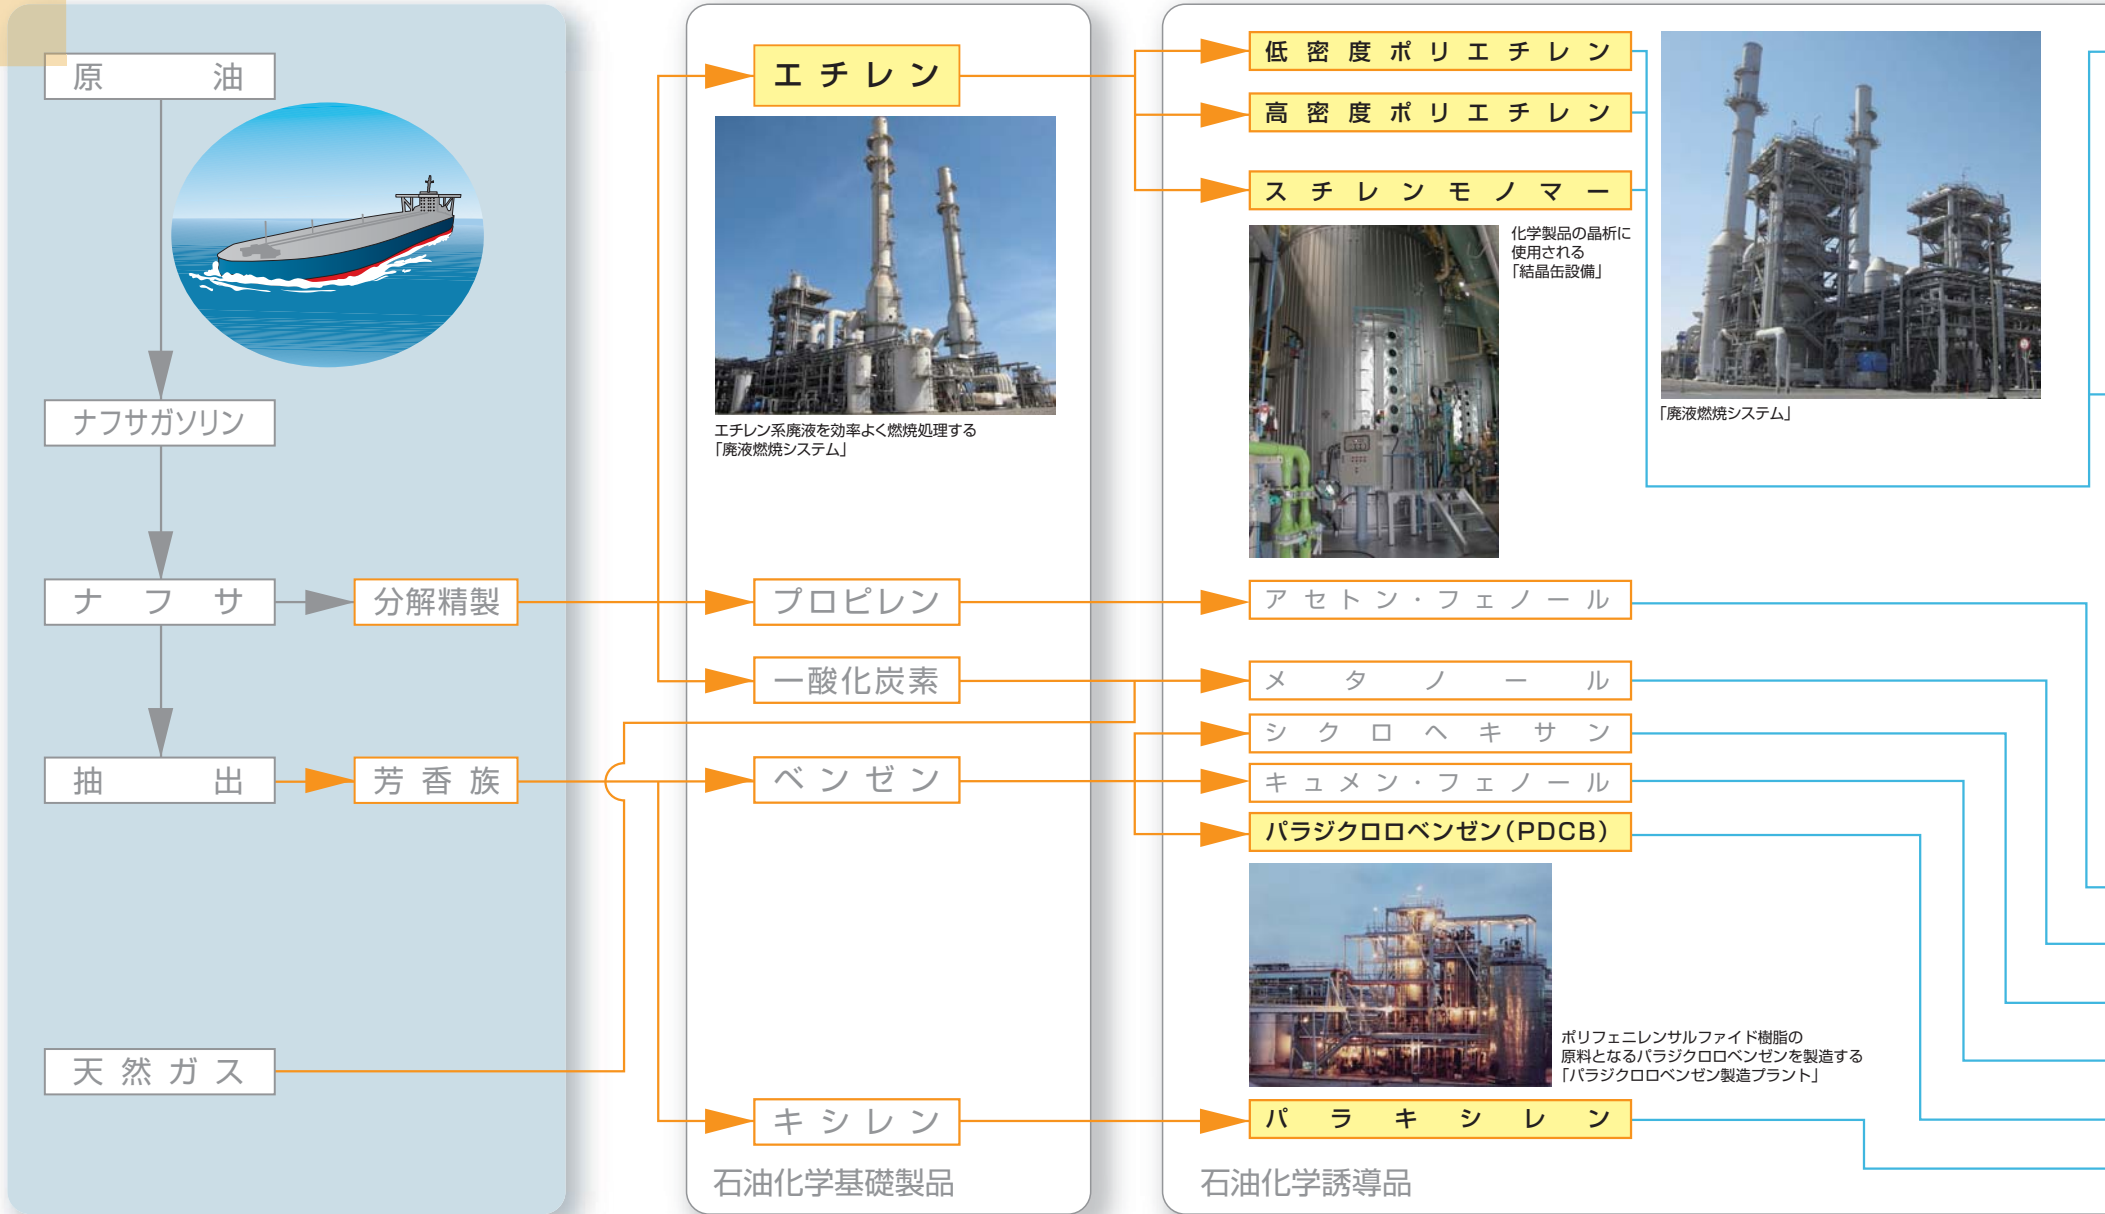 原油
ナフサガソリン
ナフサ
分解精製
抽出
芳香族
天然ガス
エチレン
エチレン系廃液を効率よく燃焼処理する
「廃液燃焼システム」
プロピレン
一酸化炭素
ベンゼン
キシレン
石油化学基礎製品
低密度ポリエチレン
高密度ポリエチレン
スチレンモノマー
化学製品の晶析に
使用される
「結晶缶設備」
「廃液燃焼システム」
アセトン・フェノール
メタノール
シクロヘキサン
キュメン・フェノール
パラジクロロベンゼン(PDCB)
ポリフェニレンサルファイド樹脂の
原料となるパラジクロロベンゼンを製造する
「パラジクロロベンゼン製造プラント」
パラキシレン
石油化学誘導品